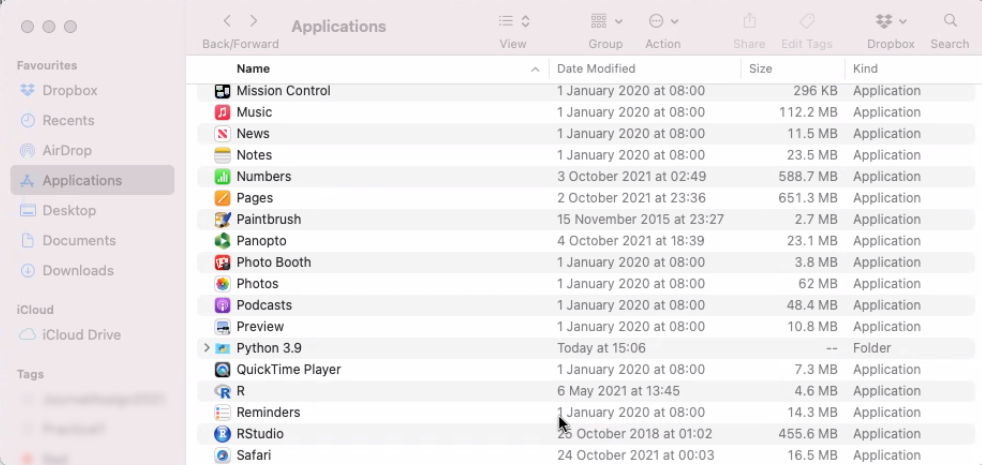 Applications
Back/Forward
View
Group
Action
Share
Edit Tags
Dropbox
Search
Favourites
Dropbox
Recents
AirDrop
Applications
Desktop
Documents
Downloads
iCloud
iCloud Drive
Tags
Name Date Modified Size Kind
Mission Control 1 January 2020 at 08:00 296 KB Application
Music 1 January 2020 at 08:00 112.2 MB Application
News 1 January 2020 at 08:00 11.5 MB Application
Notes 1 January 2020 at 08:00 23.5 MB Application
Numbers 3 October 2021 at 02:49 588.7 MB Application
Pages 2 October 2021 at 23:36 651.3 MB Application
Paintbrush 15 November 2015 at 23:27 2.7 MB Application
Panopto 4 October 2021 at 18:39 23.1 MB Application
Photo Booth 1 January 2020 at 08:00 3.8 MB Application
Photos 1 January 2020 at 08:00 62 MB Application
Podcasts 1 January 2020 at 08:00 48.4 MB Application
Preview 1 January 2020 at 08:00 10.8 MB Application
Python 3.9 Today at 15:06 -- Folder
QuickTime Player 1 January 2020 at 08:00 7.3 MB Application
R 6 May 2021 at 13:45 4.6 MB Application
Reminders 1 January 2020 at 08:00 14.3 MB Application
RStudio October 2018 at 01:02 455.6 MB Application
Safari 24 October 2021 at 00:03 16.5 MB Application